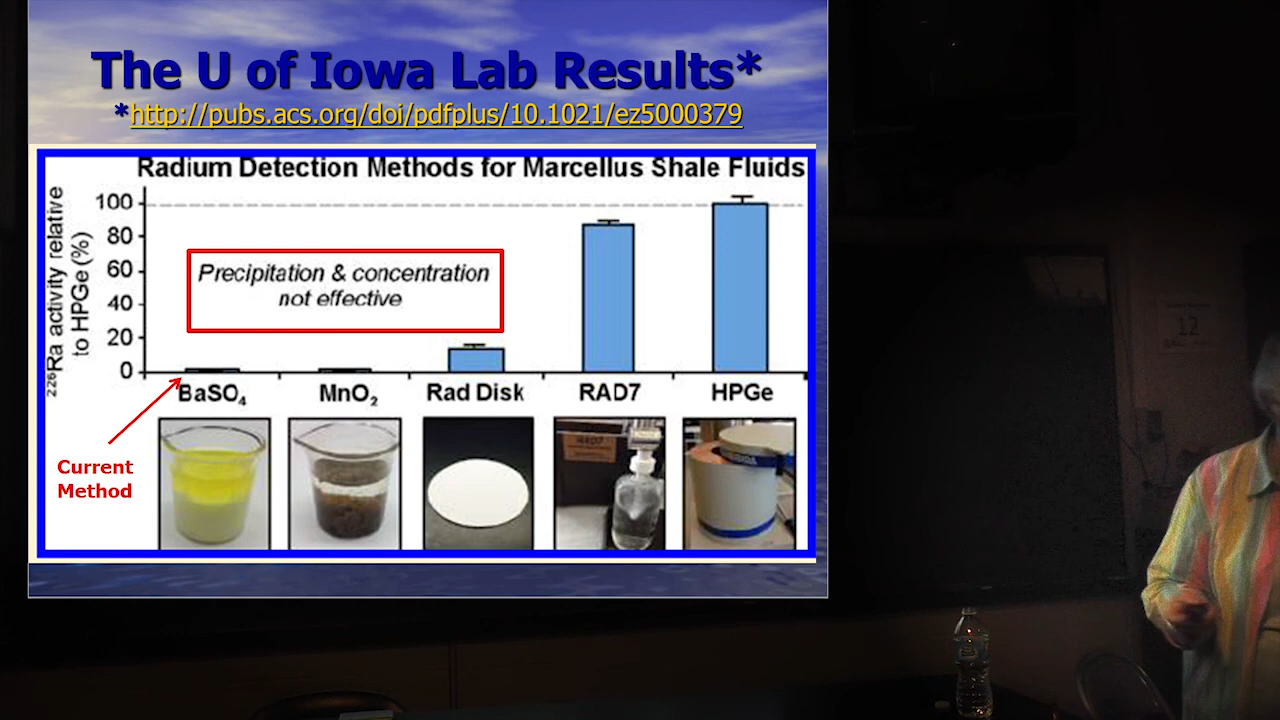 The U of Iowa Lab Results*
*http://pubs.acs.org/doi/pdfplus/10.1021/ez5000379
Radium Detection Methods for Marcellus Shale Fluids
²²⁶Ra activity relative
to HPGe (%)
100
80
60
40
20
0
Precipitation & concentration
not effective
BaSO₄ MnO₂ Rad Disk RAD7 HPGe
Current
Method
RAD7
12